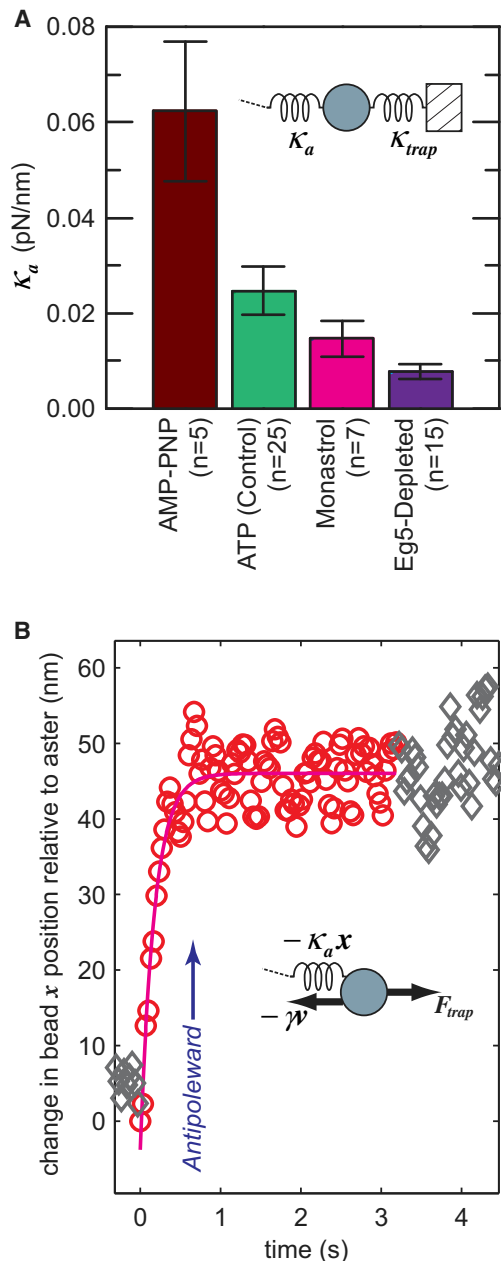 A
0.08
0.06
0.04
0.02
0.00
κa (pN/nm)
κa
κtrap
AMP-PNP
(n=5)
ATP (Control)
(n=25)
Monastrol
(n=7)
Eg5-Depleted
(n=15)
B
60
50
40
30
20
10
0
change in bead x position relative to aster (nm)
Antipoleward
− κa x
− γv
Ftrap
0 1 2 3 4
time (s)